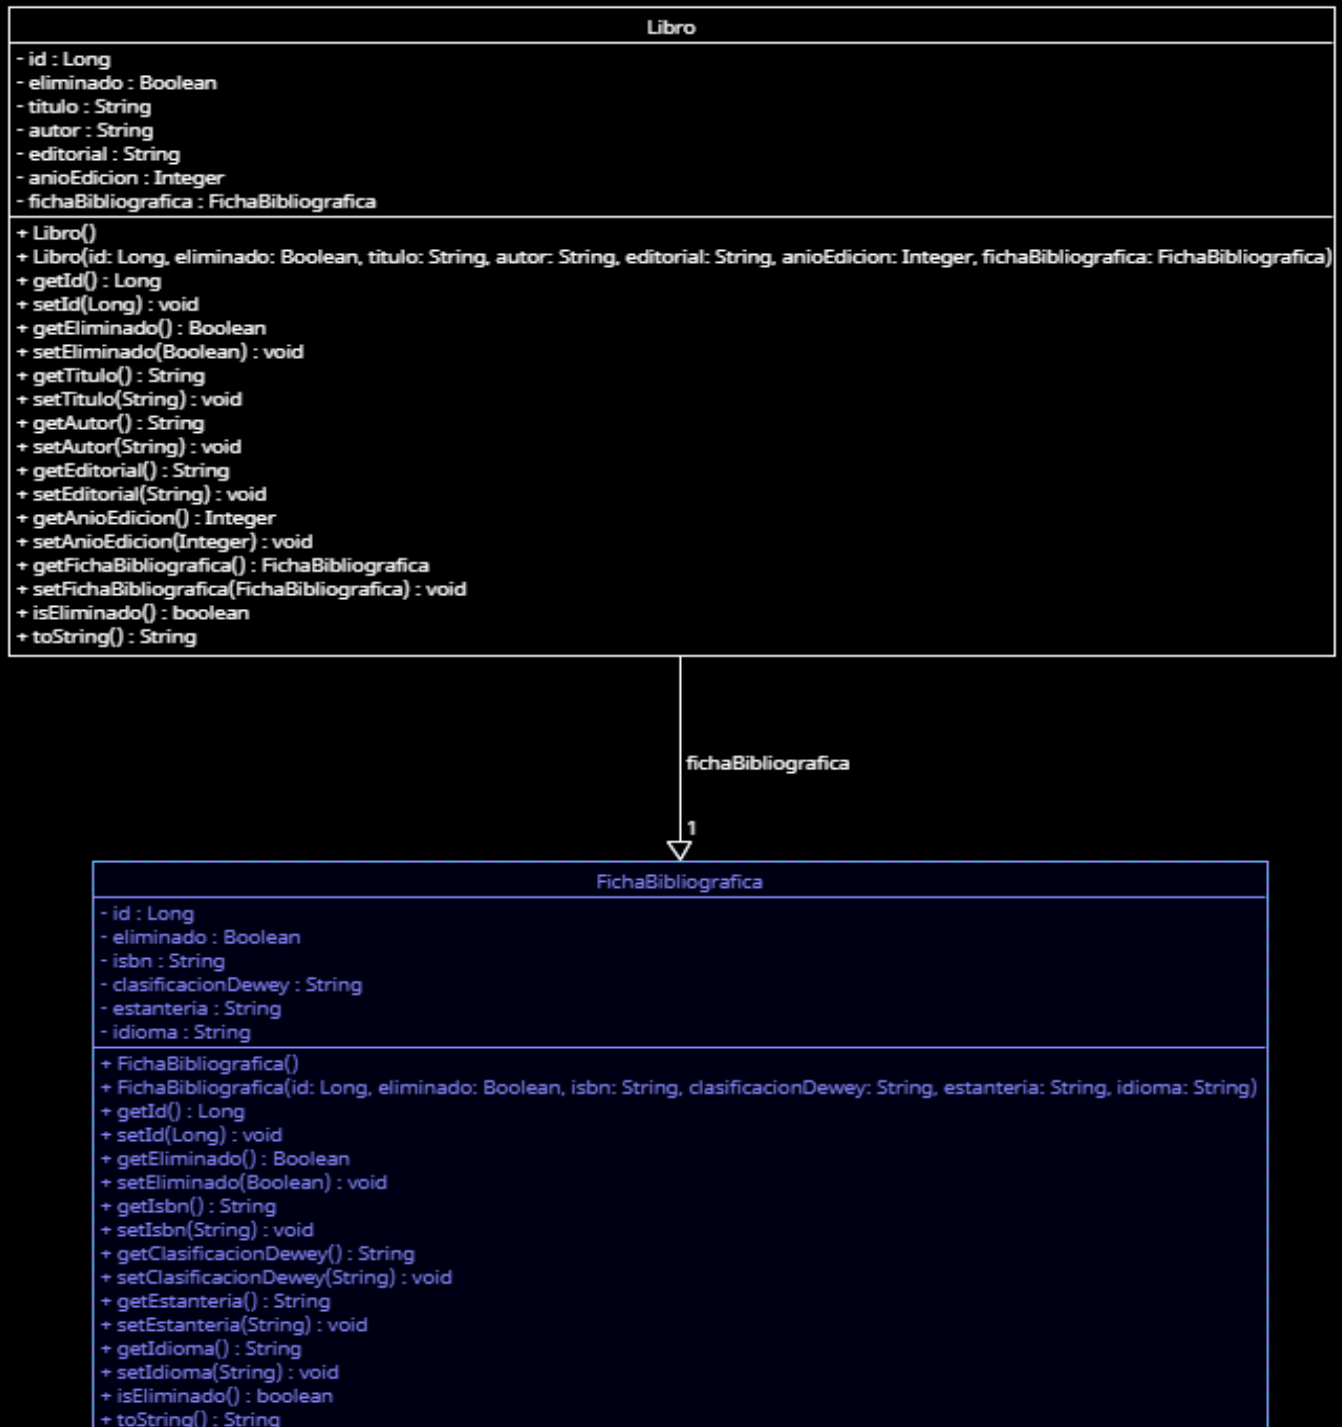 Libro
- id : Long
- eliminado : Boolean
- titulo : String
- autor : String
- editorial : String
- anioEdicion : Integer
- fichaBibliografica : FichaBibliografica
+ Libro()
+ Libro(id: Long, eliminado: Boolean, titulo: String, autor: String, editorial: String, anioEdicion: Integer, fichaBibliografica: FichaBibliografica)
+ getId() : Long
+ setId(Long) : void
+ getEliminado() : Boolean
+ setEliminado(Boolean) : void
+ getTitulo() : String
+ setTitulo(String) : void
+ getAutor() : String
+ setAutor(String) : void
+ getEditorial() : String
+ setEditorial(String) : void
+ getAnioEdicion() : Integer
+ setAnioEdicion(Integer) : void
+ getFichaBibliografica() : FichaBibliografica
+ setFichaBibliografica(FichaBibliografica) : void
+ isEliminado() : boolean
+ toString() : String
fichaBibliografica
1
FichaBibliografica
- id : Long
- eliminado : Boolean
- isbn : String
- clasificacionDewey : String
- estanteria : String
- idioma : String
+ FichaBibliografica()
+ FichaBibliografica(id: Long, eliminado: Boolean, isbn: String, clasificacionDewey: String, estanteria: String, idioma: String)
+ getId() : Long
+ setId(Long) : void
+ getEliminado() : Boolean
+ setEliminado(Boolean) : void
+ getIsbn() : String
+ setIsbn(String) : void
+ getClasificacionDewey() : String
+ setClasificacionDewey(String) : void
+ getEstanteria() : String
+ setEstanteria(String) : void
+ getIdioma() : String
+ setIdioma(String) : void
+ isEliminado() : boolean
+ toString() : String